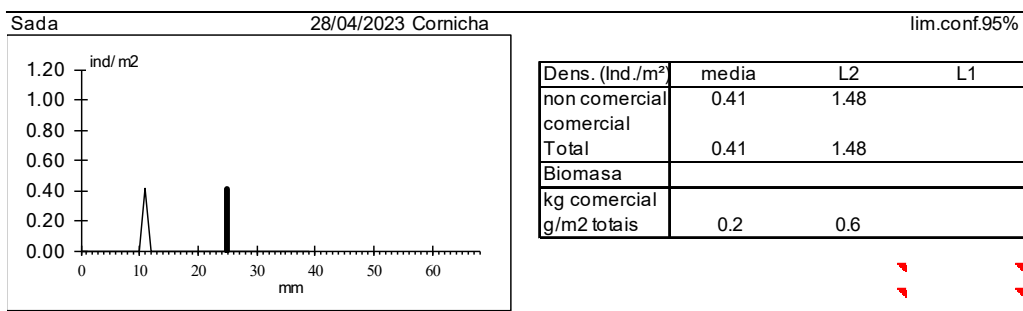 Sada 28/04/2023 Cornicha lim.conf.95%
ind/m2
1.20
1.00
0.80
0.60
0.40
0.20
0.00
0 10 20 30 40 50 60
mm
Dens. (Ind./m²) media L2 L1
non comercial 0.41 1.48
comercial
Total 0.41 1.48
Biomasa
kg comercial
g/m2 totais 0.2 0.6